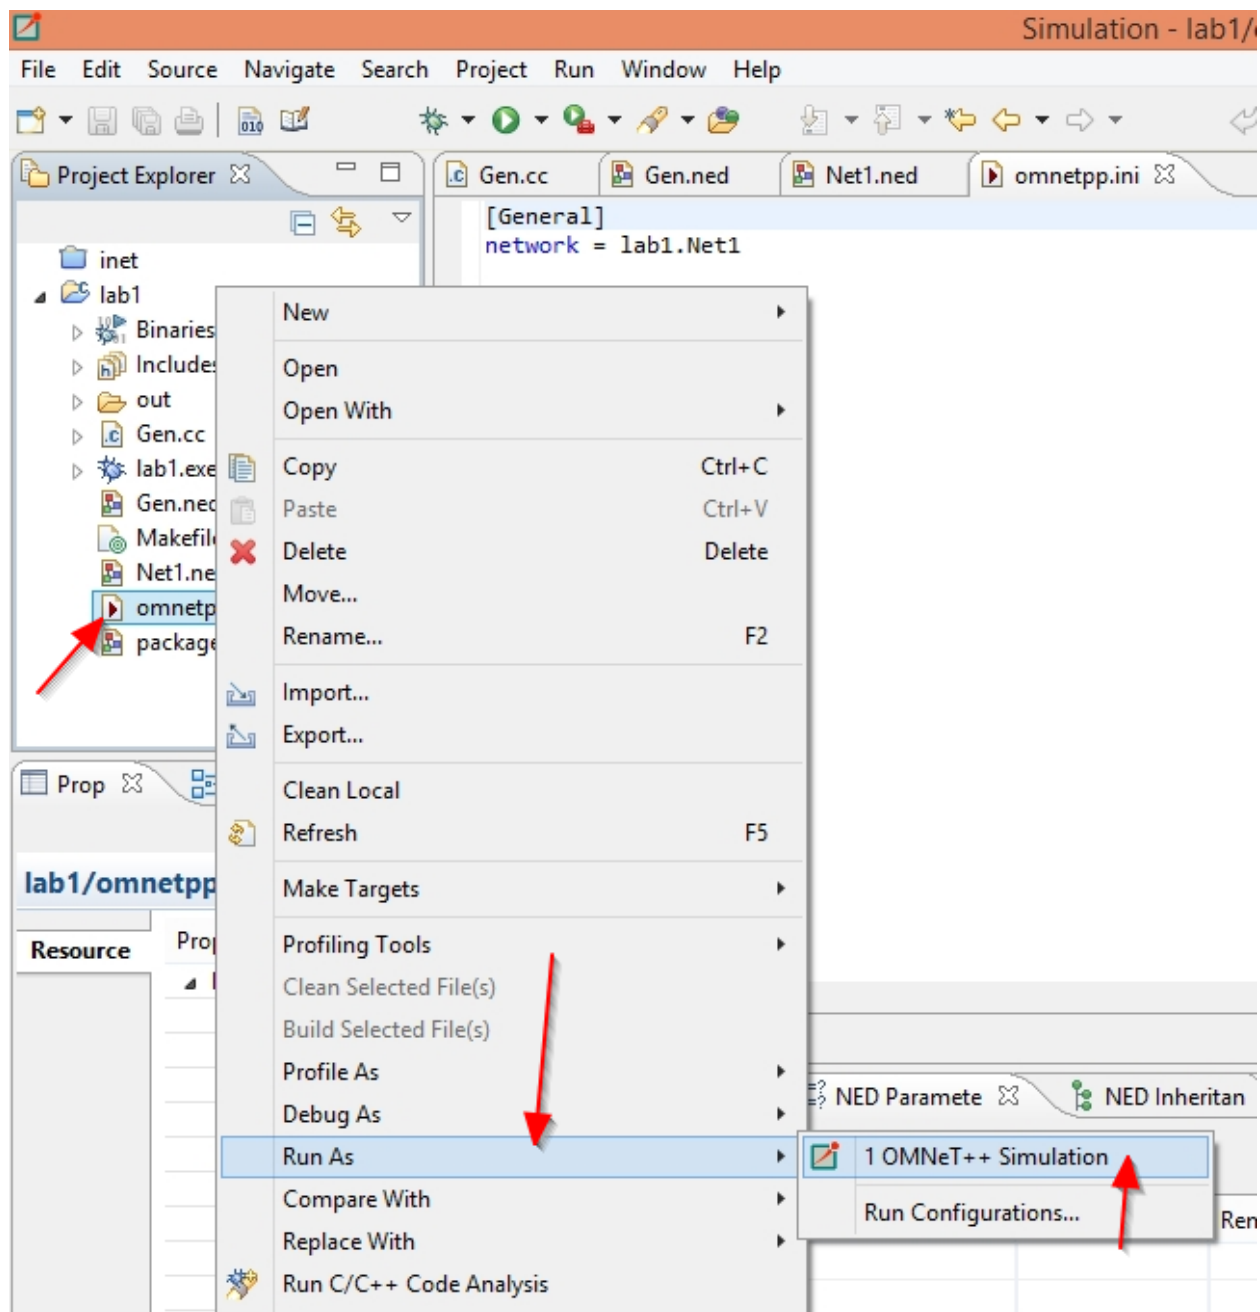 Simulation - lab1/
File Edit Source Navigate Search Project Run Window Help
Project Explorer
Gen.cc
Gen.ned
Net1.ned
omnetpp.ini
[General]
network = lab1.Net1
inet
lab1
Binaries
Includes
out
Gen.cc
lab1.exe
Gen.ned
Makefil
Net1.ne
omnetp
package
New
Open
Open With
Copy Ctrl+C
Paste Ctrl+V
Delete Delete
Move...
Rename... F2
Import...
Export...
Clean Local
Refresh F5
Make Targets
Profiling Tools
Clean Selected File(s)
Build Selected File(s)
Profile As
Debug As
Run As
Compare With
Replace With
Run C/C++ Code Analysis
1 OMNeT++ Simulation
Run Configurations...
Prop
lab1/omnetpp
Resource
Prop
NED Paramete
NED Inheritan
Ren